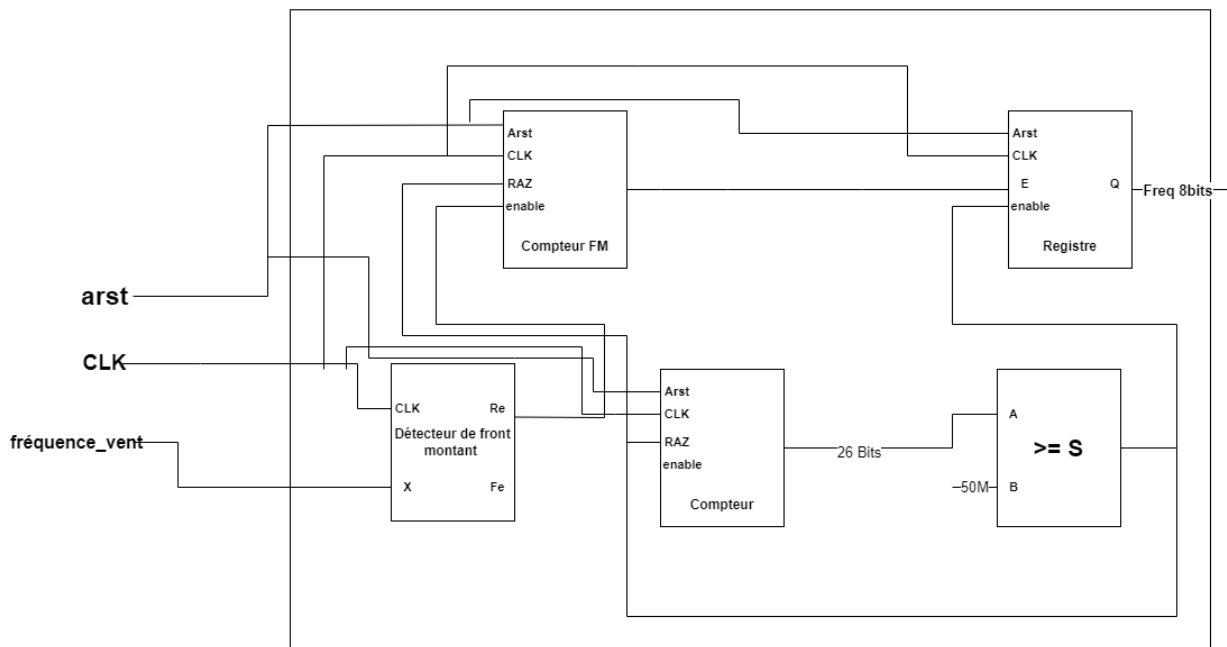 Arst
CLK
RAZ
enable
Compteur FM
Arst
CLK
E
Q
enable
Registre
Freq 8bits
arst
CLK
fréquence_vent
CLK
Re
Détecteur de front
montant
X
Fe
Arst
CLK
RAZ
enable
Compteur
26 Bits
A
>= S
50M
B